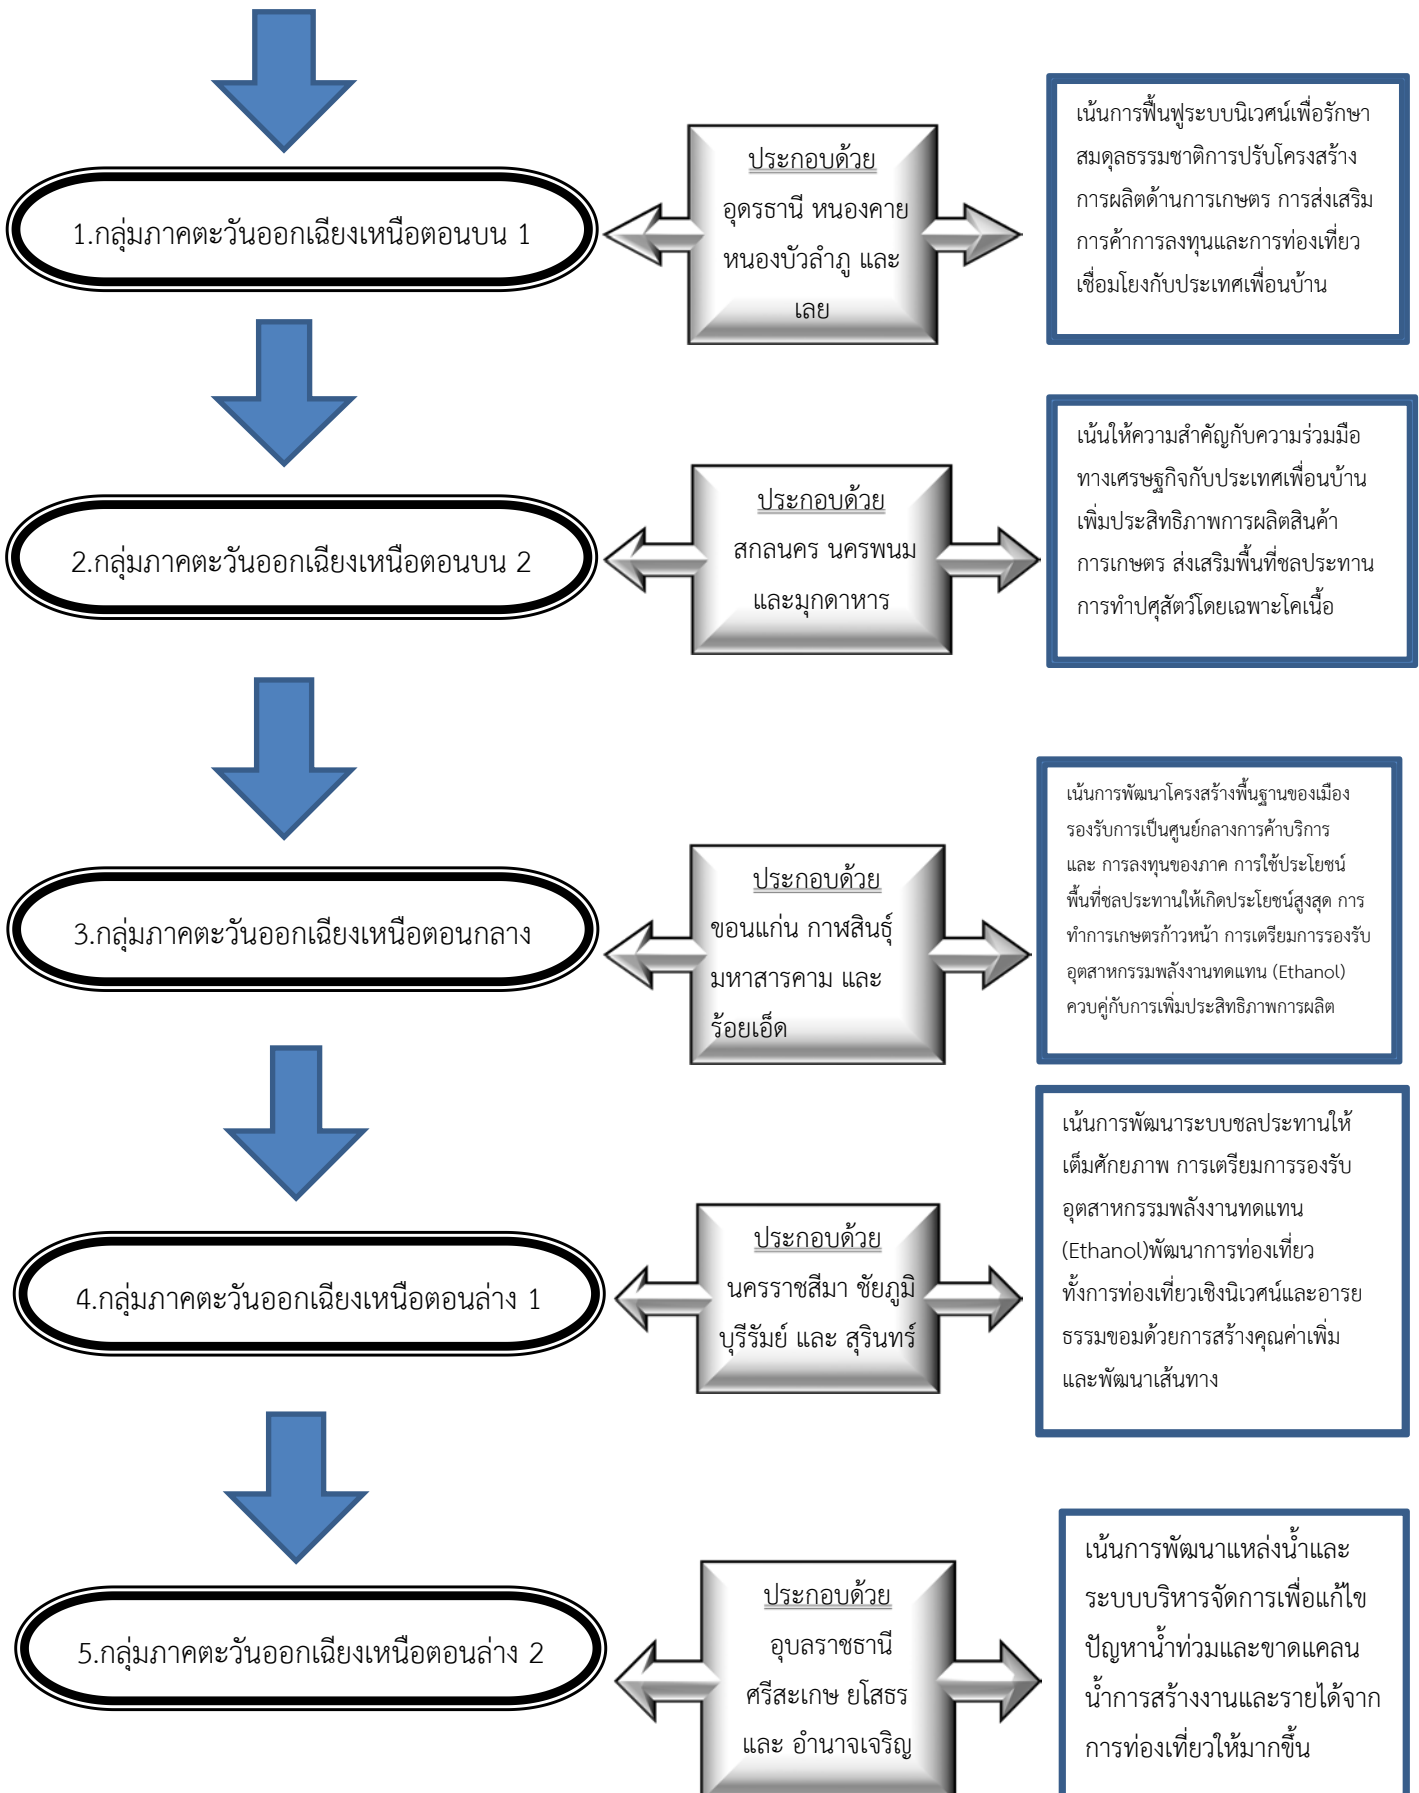 1.กลุ่มภาคตะวันออกเฉียงเหนือตอนบน 1
ประกอบด้วย
อุดรธานี หนองคาย
หนองบัวลำภู และ
เลย
เน้นการฟื้นฟูระบบนิเวศน์เพื่อรักษา
สมดุลธรรมชาติการปรับโครงสร้าง
การผลิตด้านการเกษตร การส่งเสริม
การค้าการลงทุนและการท่องเที่ยว
เชื่อมโยงกับประเทศเพื่อนบ้าน
2.กลุ่มภาคตะวันออกเฉียงเหนือตอนบน 2
ประกอบด้วย
สกลนคร นครพนม
และมุกดาหาร
เน้นให้ความสำคัญกับความร่วมมือ
ทางเศรษฐกิจกับประเทศเพื่อนบ้าน
เพิ่มประสิทธิภาพการผลิตสินค้า
การเกษตร ส่งเสริมพื้นที่ชลประทาน
การทำปศุสัตว์โดยเฉพาะโคเนื้อ
3.กลุ่มภาคตะวันออกเฉียงเหนือตอนกลาง
ประกอบด้วย
ขอนแก่น กาฬสินธุ์
มหาสารคาม และ
ร้อยเอ็ด
เน้นการพัฒนาโครงสร้างพื้นฐานของเมือง
รองรับการเป็นศูนย์กลางการค้าบริการ
และ การลงทุนของภาค การใช้ประโยชน์
พื้นที่ชลประทานให้เกิดประโยชน์สูงสุด การ
ทำการเกษตรก้าวหน้า การเตรียมการรองรับ
อุตสาหกรรมพลังงานทดแทน (Ethanol)
ควบคู่กับการเพิ่มประสิทธิภาพการผลิต
4.กลุ่มภาคตะวันออกเฉียงเหนือตอนล่าง 1
ประกอบด้วย
นครราชสีมา ชัยภูมิ
บุรีรัมย์ และ สุรินทร์
เน้นการพัฒนาระบบชลประทานให้
เต็มศักยภาพ การเตรียมการรองรับ
อุตสาหกรรมพลังงานทดแทน
(Ethanol)พัฒนาการท่องเที่ยว
ทั้งการท่องเที่ยวเชิงนิเวศน์และอารย
ธรรมขอมด้วยการสร้างคุณค่าเพิ่ม
และพัฒนาเส้นทาง
5.กลุ่มภาคตะวันออกเฉียงเหนือตอนล่าง 2
ประกอบด้วย
อุบลราชธานี
ศรีสะเกษ ยโสธร
และ อำนาจเจริญ
เน้นการพัฒนาแหล่งน้ำและ
ระบบบริหารจัดการเพื่อแก้ไข
ปัญหาน้ำท่วมและขาดแคลน
น้ำการสร้างงานและรายได้จาก
การท่องเที่ยวให้มากขึ้น